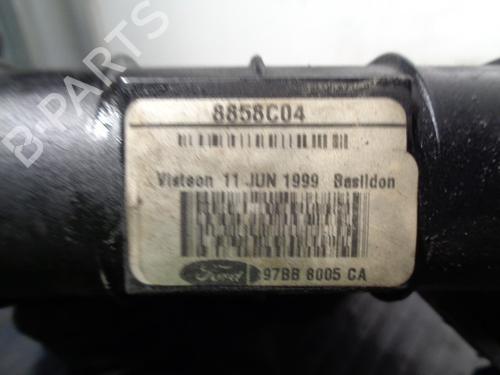 B-PARTS
8858C04
Visteon 11 JUN 1999 Basildon
Ford 97BB 8005 CA